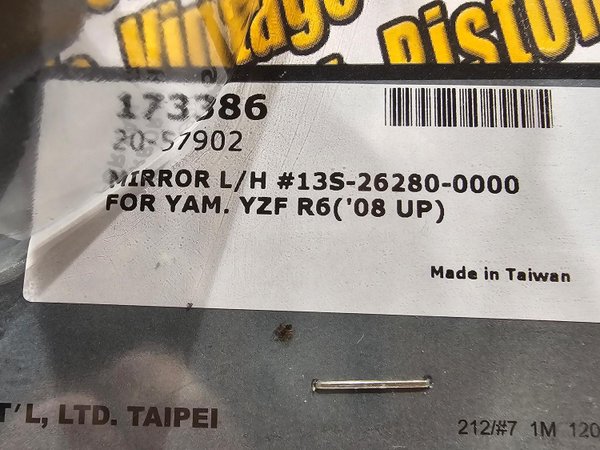 Vintage
Piston
173386
20-57902
MIRROR L/H #13S-26280-0000
FOR YAM. YZF R6('08 UP)
Made in Taiwan
T'L, LTD. TAIPEI
212/#7 1M 120